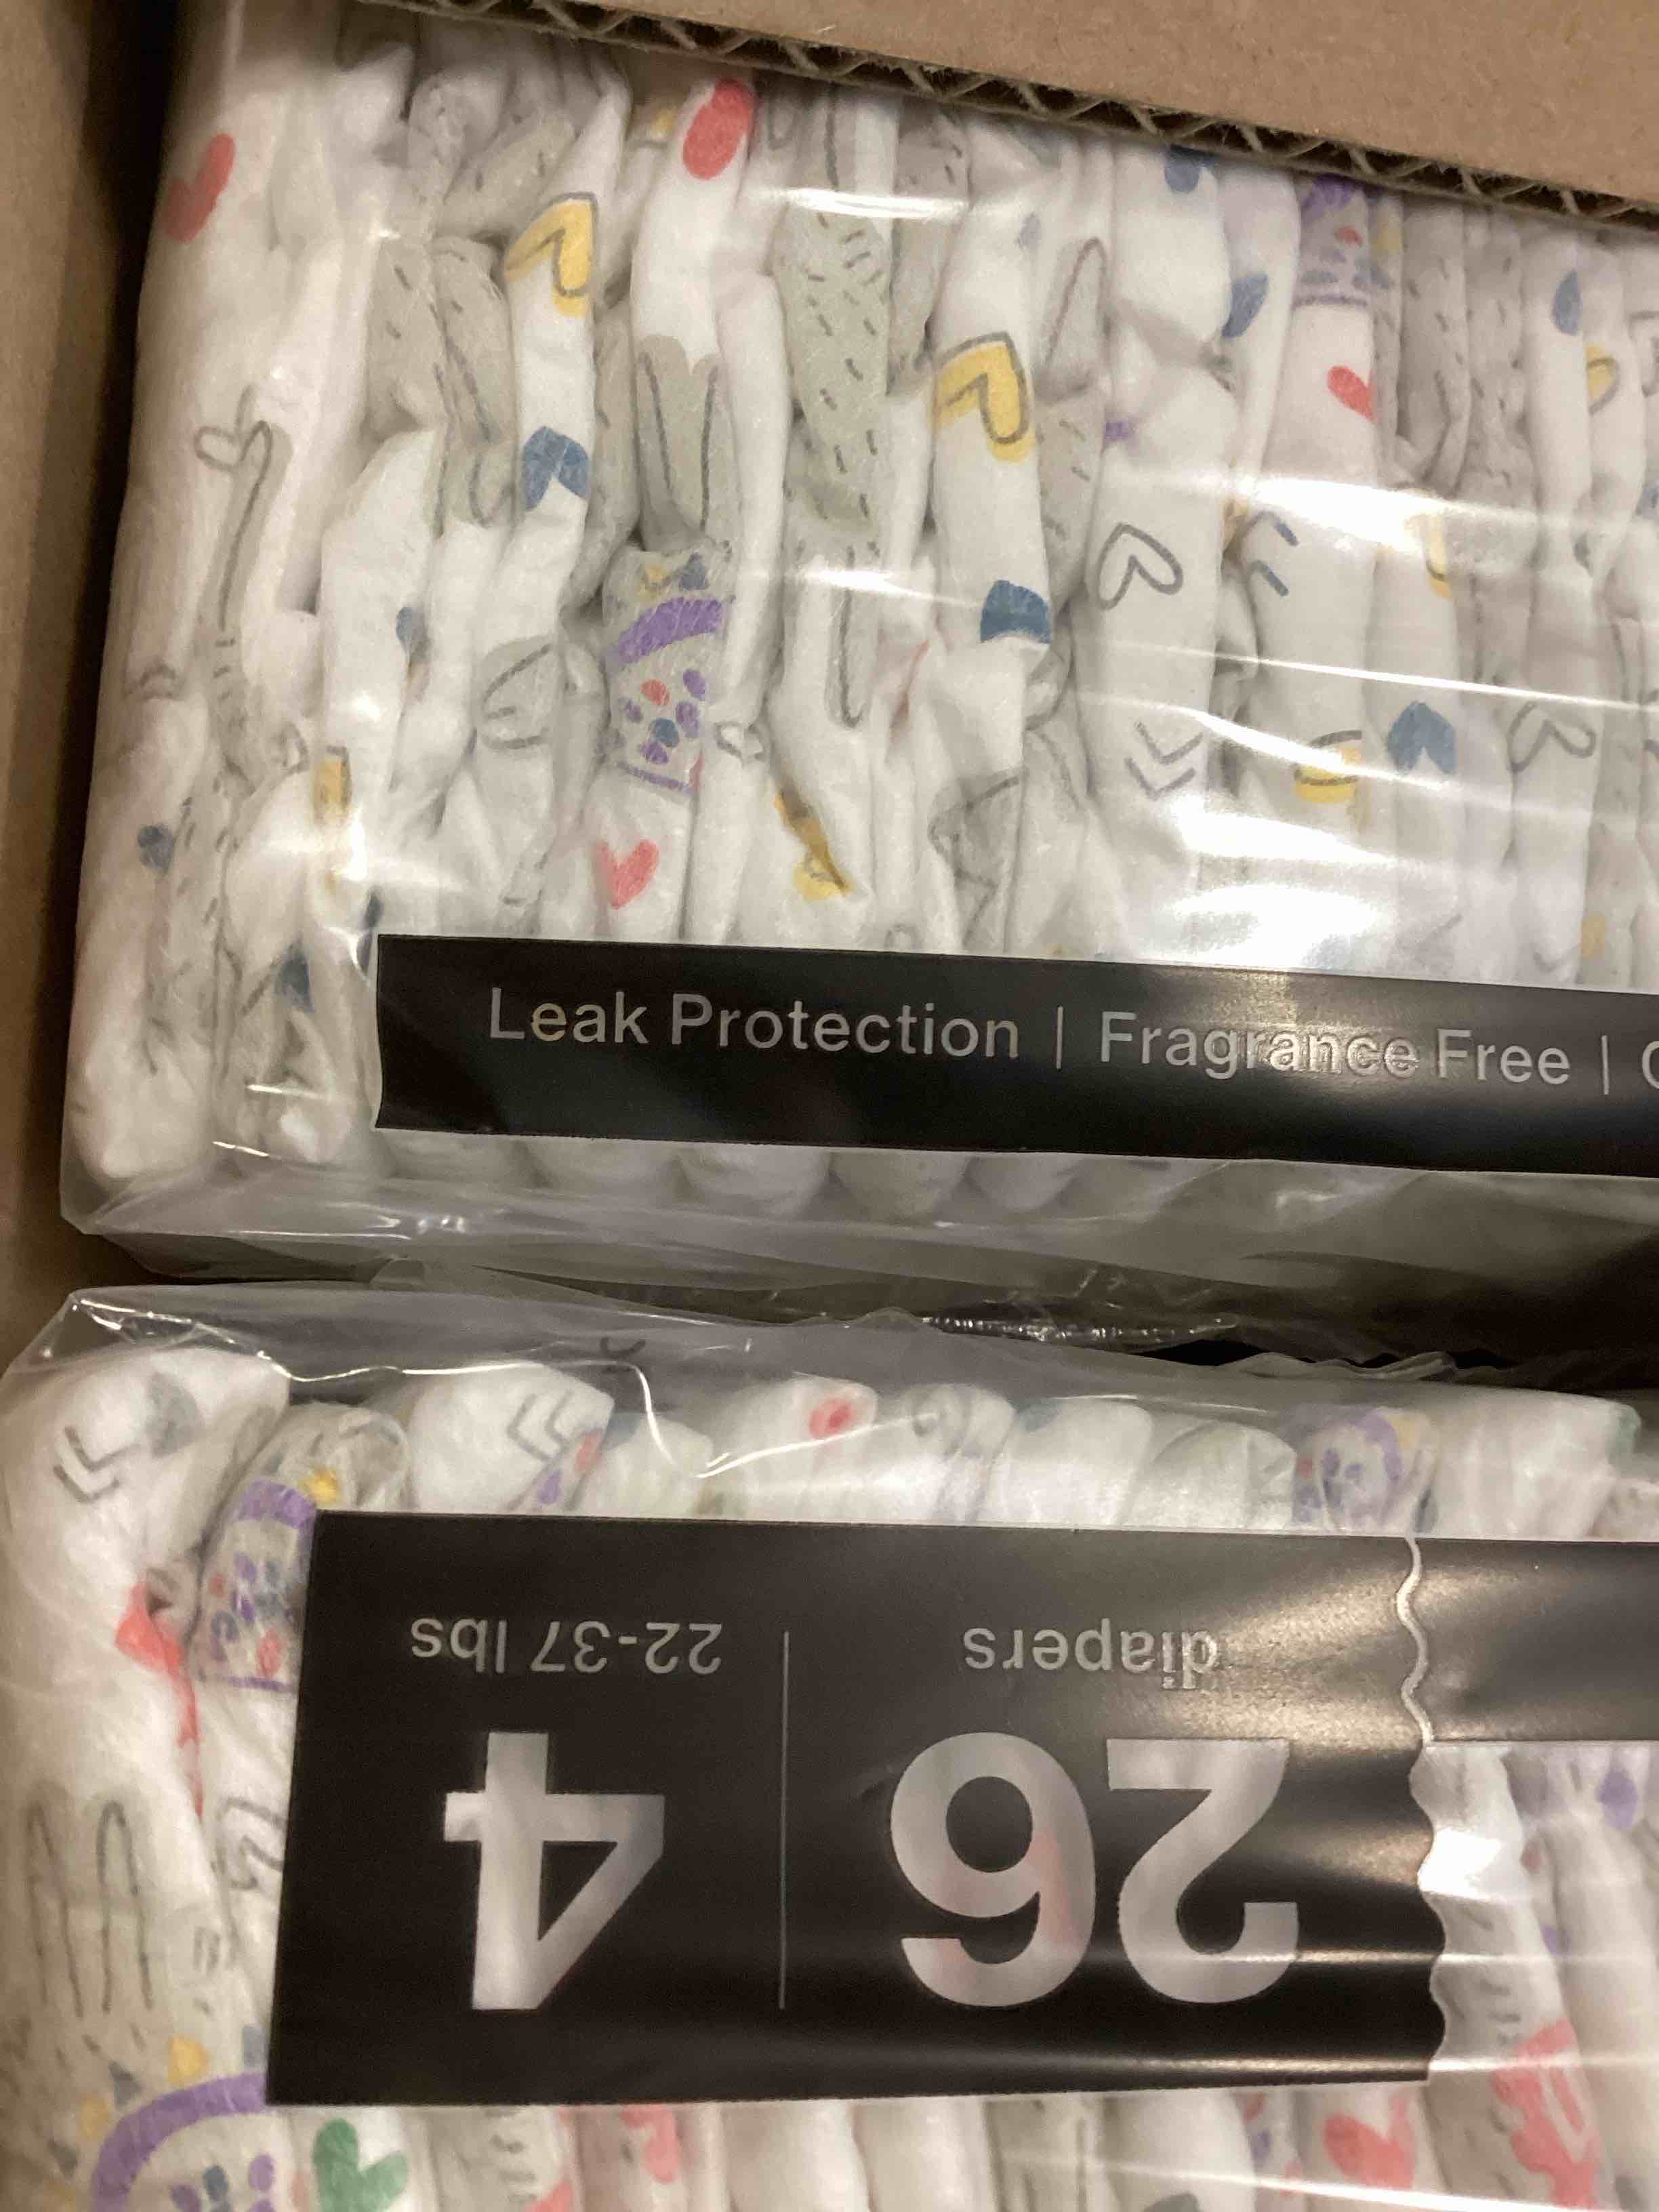 Leak Protection | Fragrance Free |
26 | 4
diapers | 22-37 lbs